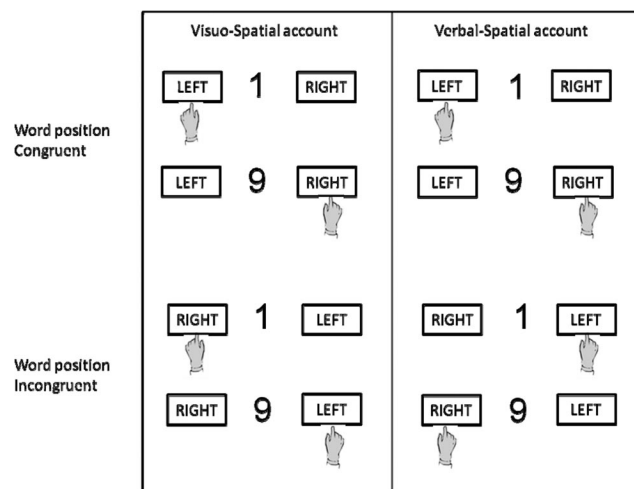 Visuo-Spatial account Verbal-Spatial account
LEFT 1 RIGHT LEFT 1 RIGHT
Word position
Congruent
LEFT 9 RIGHT LEFT 9 RIGHT
RIGHT 1 LEFT RIGHT 1 LEFT
Word position
Incongruent
RIGHT 9 LEFT RIGHT 9 LEFT